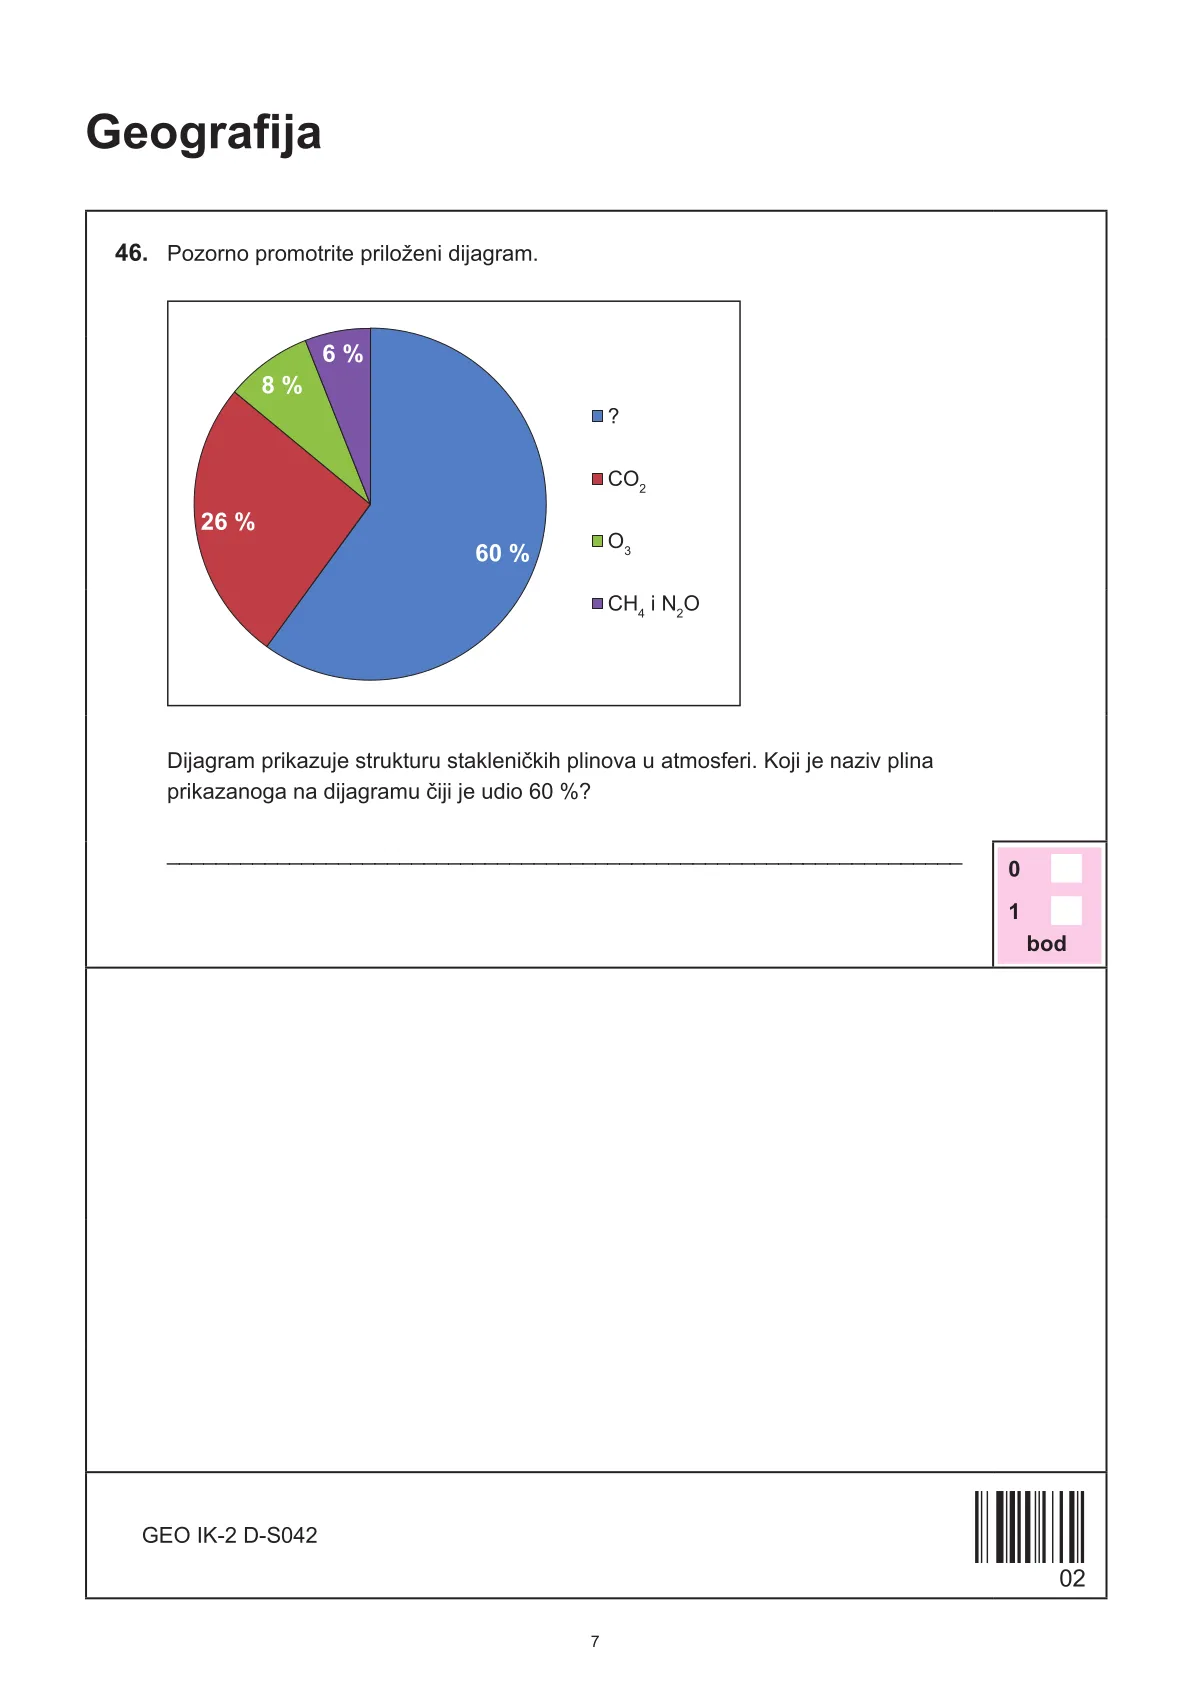 Geografija
46. Pozorno promotrite priloženi dijagram.
6 %
8 %
26 %
60 %
?
CO₂
O₃
CH₄ i N₂O
Dijagram prikazuje strukturu stakleničkih plinova u atmosferi. Koji je naziv plina
prikazanoga na dijagramu čiji je udio 60 %?
0
1
bod
GEO IK-2 D-S042
02
7